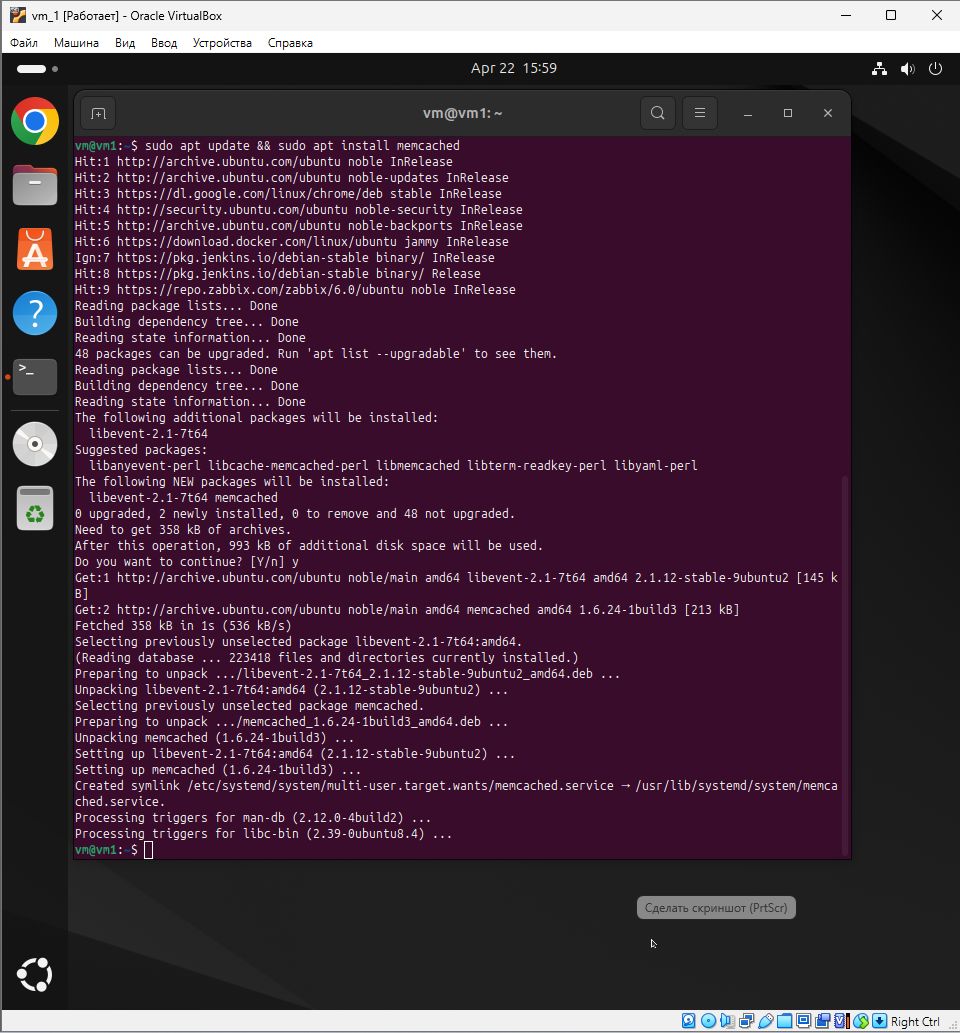 vm_1 [Работает] - Oracle VirtualBox
Файл Машина Вид Ввод Устройства Справка
Apr 22 15:59
vm@vm1: ~
vm@vm1:~$ sudo apt update && sudo apt install memcached
Hit:1 http://archive.ubuntu.com/ubuntu noble InRelease
Hit:2 http://archive.ubuntu.com/ubuntu noble-updates InRelease
Hit:3 https://dl.google.com/linux/chrome/deb stable InRelease
Hit:4 http://security.ubuntu.com/ubuntu noble-security InRelease
Hit:5 http://archive.ubuntu.com/ubuntu noble-backports InRelease
Hit:6 https://download.docker.com/linux/ubuntu jammy InRelease
Ign:7 https://pkg.jenkins.io/debian-stable binary/ InRelease
Hit:8 https://pkg.jenkins.io/debian-stable binary/ Release
Hit:9 https://repo.zabbix.com/zabbix/6.0/ubuntu noble InRelease
Reading package lists... Done
Building dependency tree... Done
Reading state information... Done
48 packages can be upgraded. Run 'apt list --upgradable' to see them.
Reading package lists... Done
Building dependency tree... Done
Reading state information... Done
The following additional packages will be installed:
  libevent-2.1-7t64
Suggested packages:
  libanyevent-perl libcache-memcached-perl libmemcached libterm-readkey-perl libyaml-perl
The following NEW packages will be installed:
  libevent-2.1-7t64 memcached
0 upgraded, 2 newly installed, 0 to remove and 48 not upgraded.
Need to get 358 kB of archives.
After this operation, 993 kB of additional disk space will be used.
Do you want to continue? [Y/n] y
Get:1 http://archive.ubuntu.com/ubuntu noble/main amd64 libevent-2.1-7t64 amd64 2.1.12-stable-9ubuntu2 [145 k
B]
Get:2 http://archive.ubuntu.com/ubuntu noble/main amd64 memcached amd64 1.6.24-1build3 [213 kB]
Fetched 358 kB in 1s (536 kB/s)
Selecting previously unselected package libevent-2.1-7t64:amd64.
(Reading database ... 223418 files and directories currently installed.)
Preparing to unpack .../libevent-2.1-7t64_2.1.12-stable-9ubuntu2_amd64.deb ...
Unpacking libevent-2.1-7t64:amd64 (2.1.12-stable-9ubuntu2) ...
Selecting previously unselected package memcached.
Preparing to unpack .../memcached_1.6.24-1build3_amd64.deb ...
Unpacking memcached (1.6.24-1build3) ...
Setting up libevent-2.1-7t64:amd64 (2.1.12-stable-9ubuntu2) ...
Setting up memcached (1.6.24-1build3) ...
Created symlink /etc/systemd/system/multi-user.target.wants/memcached.service → /usr/lib/systemd/system/memca
ched.service.
Processing triggers for man-db (2.12.0-4build2) ...
Processing triggers for libc-bin (2.39-0ubuntu8.4) ...
vm@vm1:~$
Сделать скриншот (PrtScr)
Right Ctrl